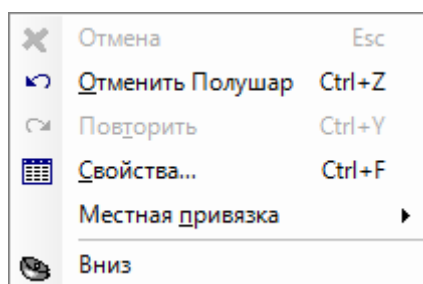 Отмена Esc
Отменить Полушар Ctrl+Z
Повторить Ctrl+Y
Свойства... Ctrl+F
Местная привязка
Вниз